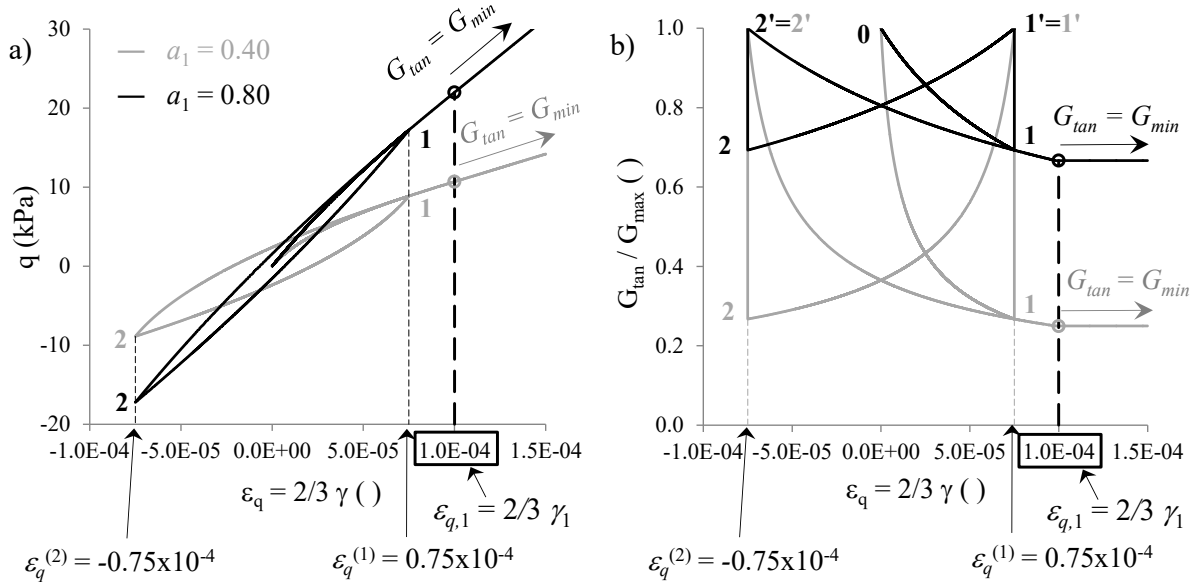 a)
a₁ = 0.40
a₁ = 0.80
G_tan = G_min
G_tan = G_min
1
1
2
2
q (kPa)
30
20
10
0
-10
-20
-1.0E-04 -5.0E-05 0.0E+00 5.0E-05 1.0E-04 1.5E-04
ε_q = 2/3 γ ( )
ε_q,1 = 2/3 γ₁
ε_q⁽²⁾ = -0.75x10⁻⁴
ε_q⁽¹⁾ = 0.75x10⁻⁴
b)
2'=2'
0
1'=1'
G_tan = G_min
G_tan = G_min
2
1
2
1
G_tan / G_max ( )
1.0
0.8
0.6
0.4
0.2
0.0
-1.0E-04 -5.0E-05 0.0E+00 5.0E-05 1.0E-04 1.5E-04
ε_q = 2/3 γ ( )
ε_q,1 = 2/3 γ₁
ε_q⁽²⁾ = -0.75x10⁻⁴
ε_q⁽¹⁾ = 0.75x10⁻⁴